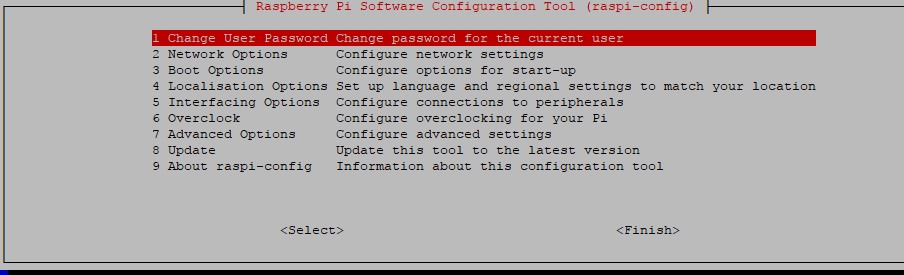 Raspberry Pi Software Configuration Tool (raspi-config)
1 Change User Password Change password for the current user
2 Network Options Configure network settings
3 Boot Options Configure options for start-up
4 Localisation Options Set up language and regional settings to match your location
5 Interfacing Options Configure connections to peripherals
6 Overclock Configure overclocking for your Pi
7 Advanced Options Configure advanced settings
8 Update Update this tool to the latest version
9 About raspi-config Information about this configuration tool
<Select> <Finish>